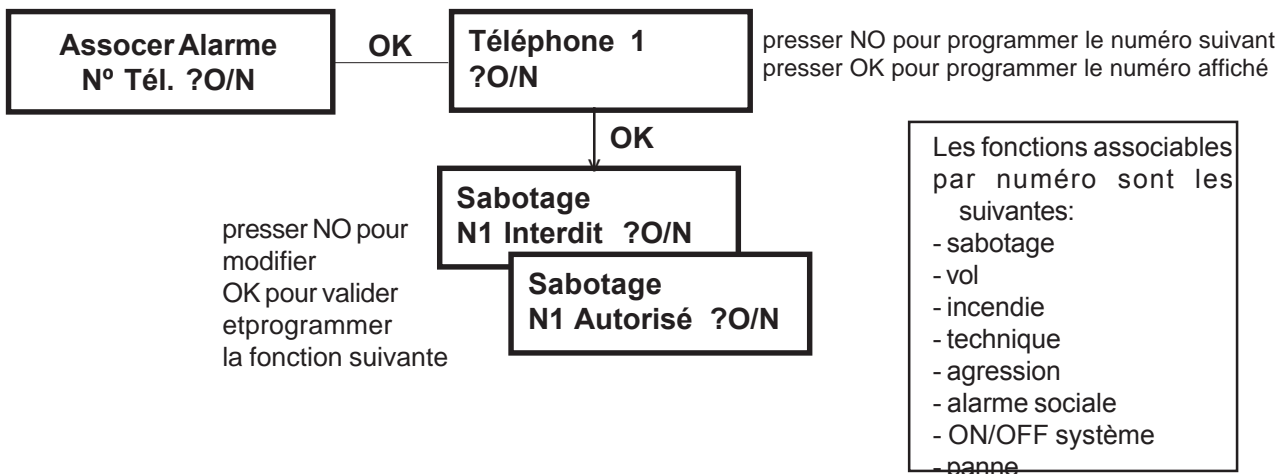 Assocer Alarme
Nº Tél. ?O/N
OK
Téléphone 1
?O/N
presser NO pour programmer le numéro suivant
presser OK pour programmer le numéro affiché
OK
Sabotage
N1 Interdit ?O/N
Sabotage
N1 Autorisé ?O/N
presser NO pour
modifier
OK pour valider
etprogrammer
la fonction suivante
Les fonctions associables
par numéro sont les
suivantes:
- sabotage
- vol
- incendie
- technique
- agression
- alarme sociale
- ON/OFF système
- panne